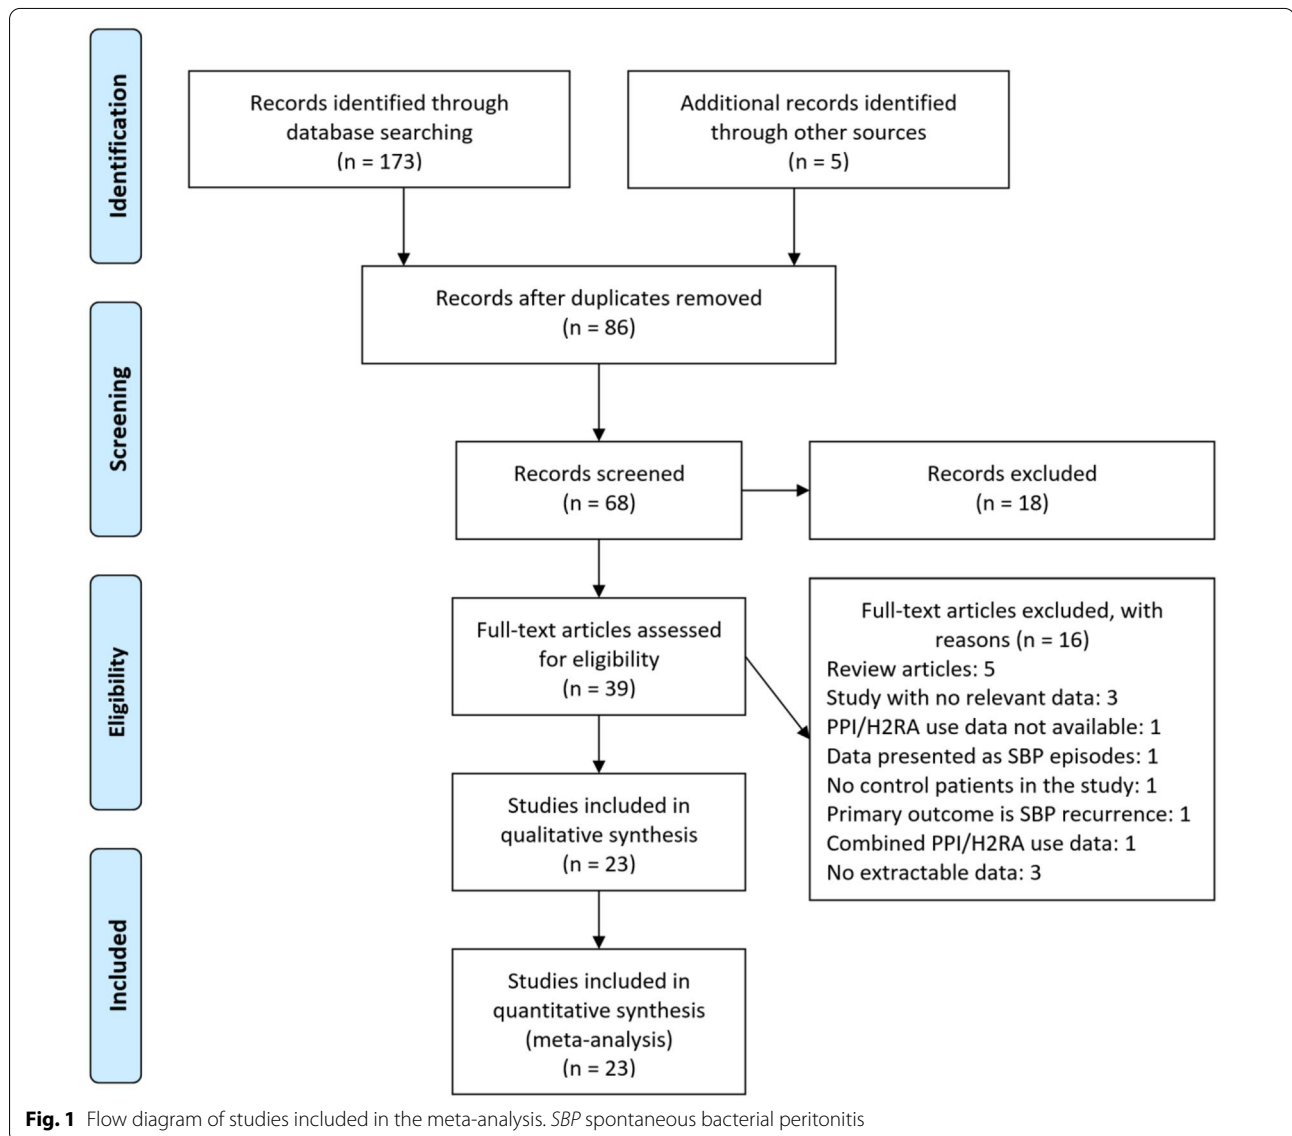 Identification
Records identified through
database searching
(n = 173)
Additional records identified
through other sources
(n = 5)
Records after duplicates removed
(n = 86)
Screening
Records screened
(n = 68)
Records excluded
(n = 18)
Eligibility
Full-text articles assessed
for eligibility
(n = 39)
Full-text articles excluded, with
reasons (n = 16)
Review articles: 5
Study with no relevant data: 3
PPI/H2RA use data not available: 1
Data presented as SBP episodes: 1
No control patients in the study: 1
Primary outcome is SBP recurrence: 1
Combined PPI/H2RA use data: 1
No extractable data: 3
Studies included in
qualitative synthesis
(n = 23)
Included
Studies included in
quantitative synthesis
(meta-analysis)
(n = 23)
Fig. 1 Flow diagram of studies included in the meta-analysis. SBP spontaneous bacterial peritonitis